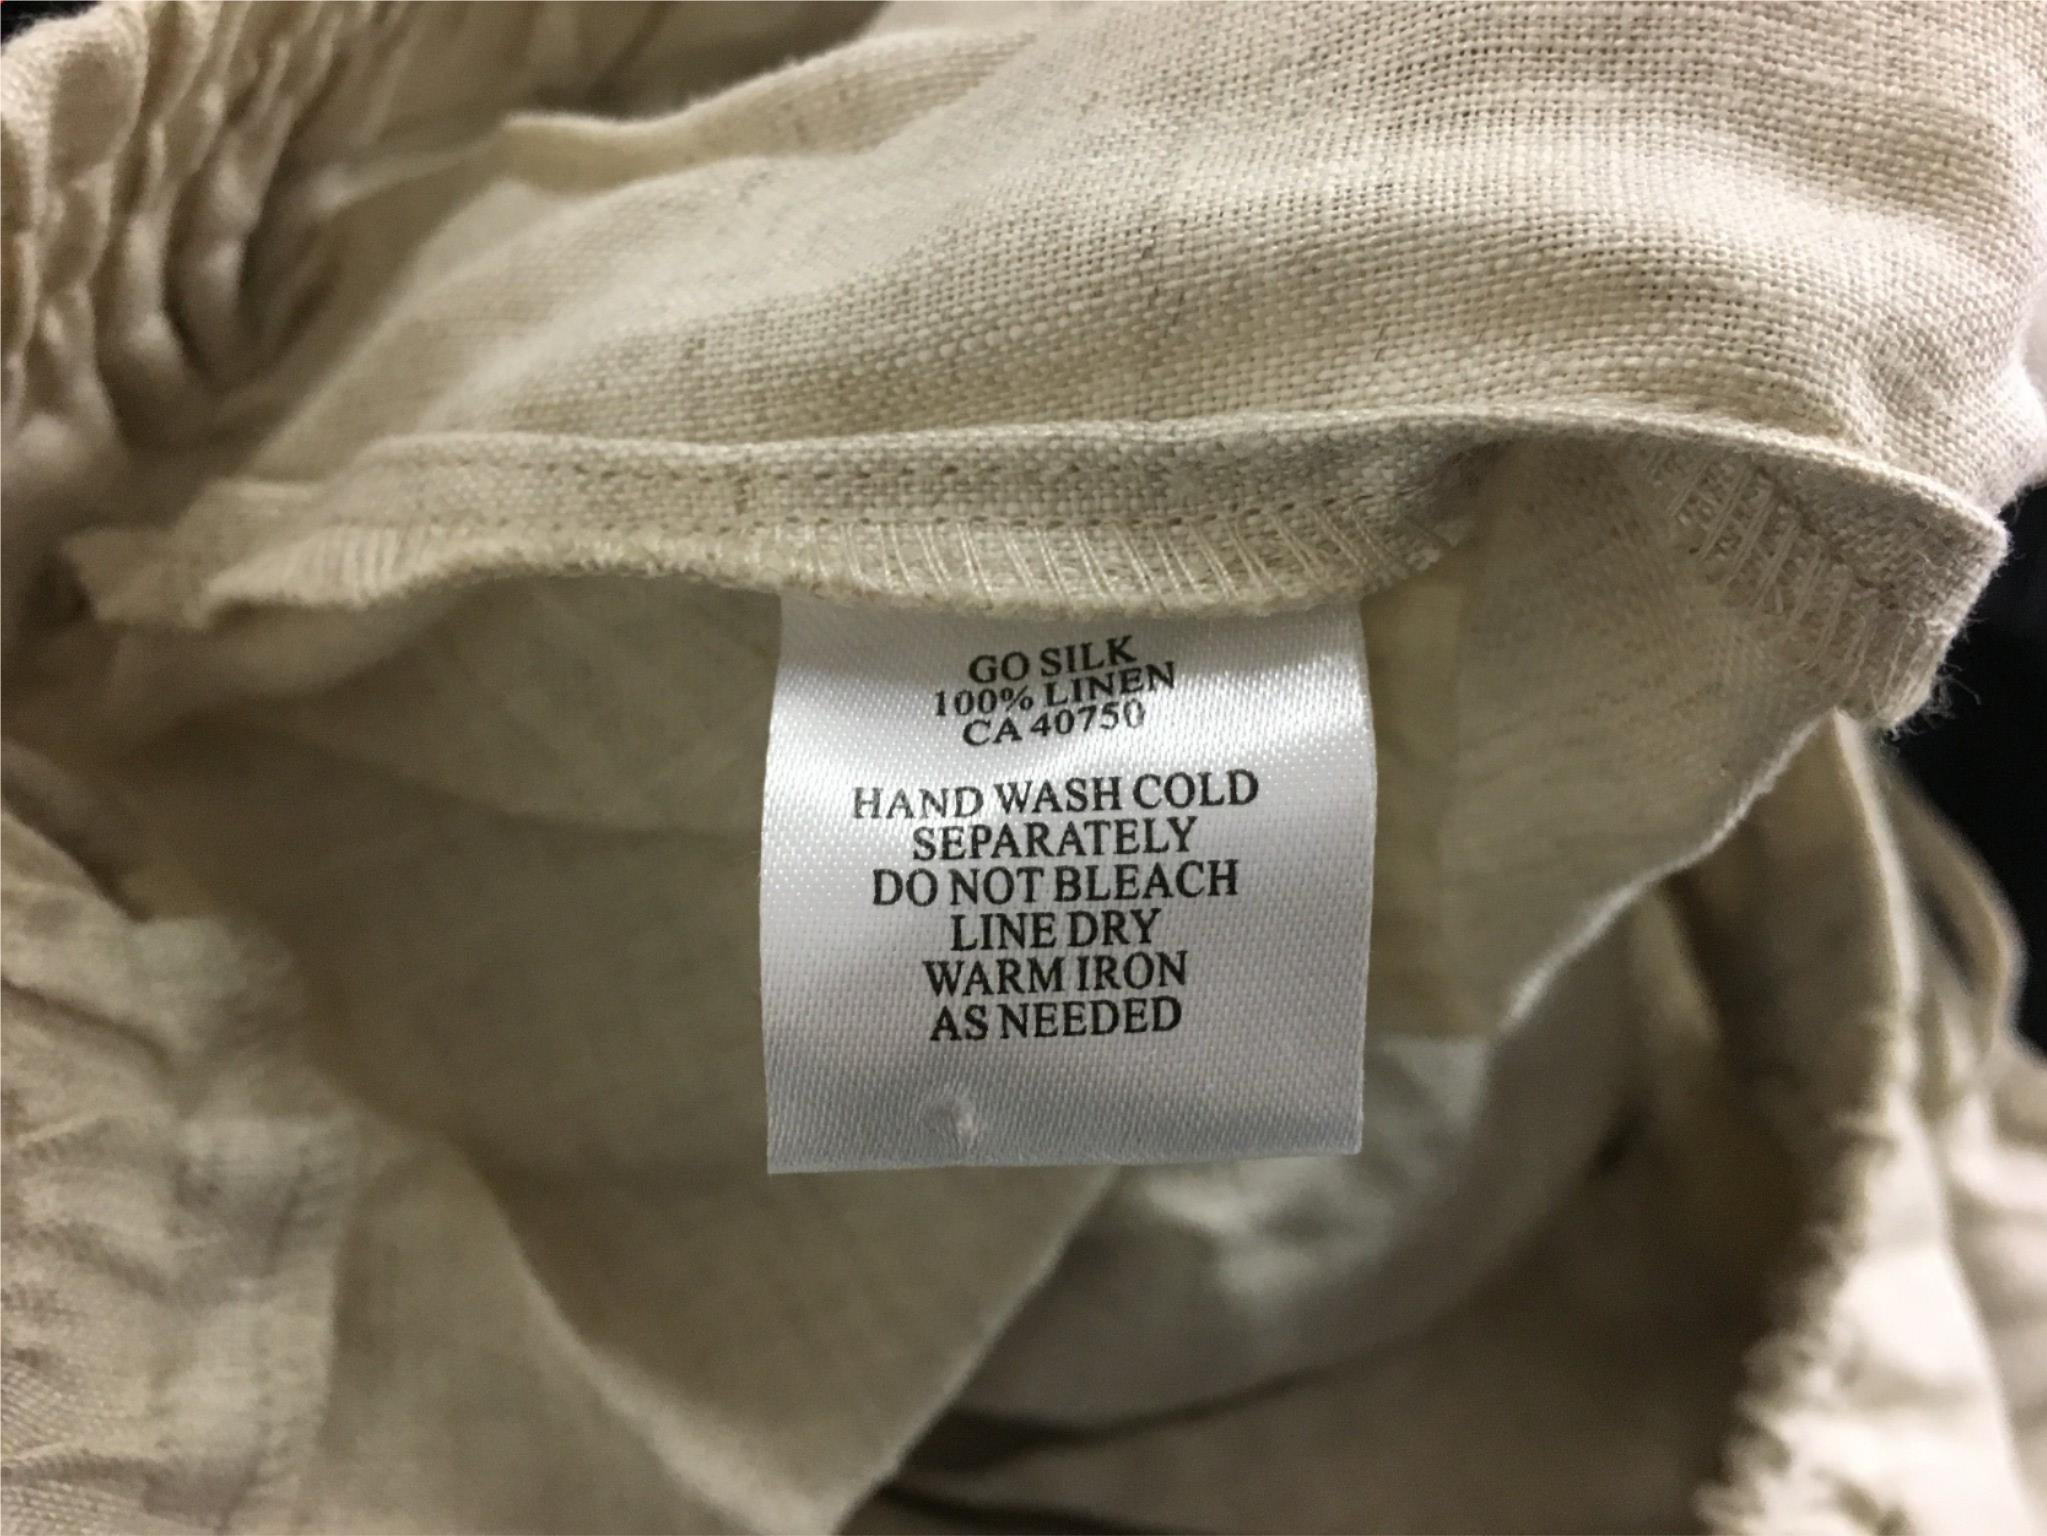 GO SILK
100% LINEN
CA 40750
HAND WASH COLD
SEPARATELY
DO NOT BLEACH
LINE DRY
WARM IRON
AS NEEDED